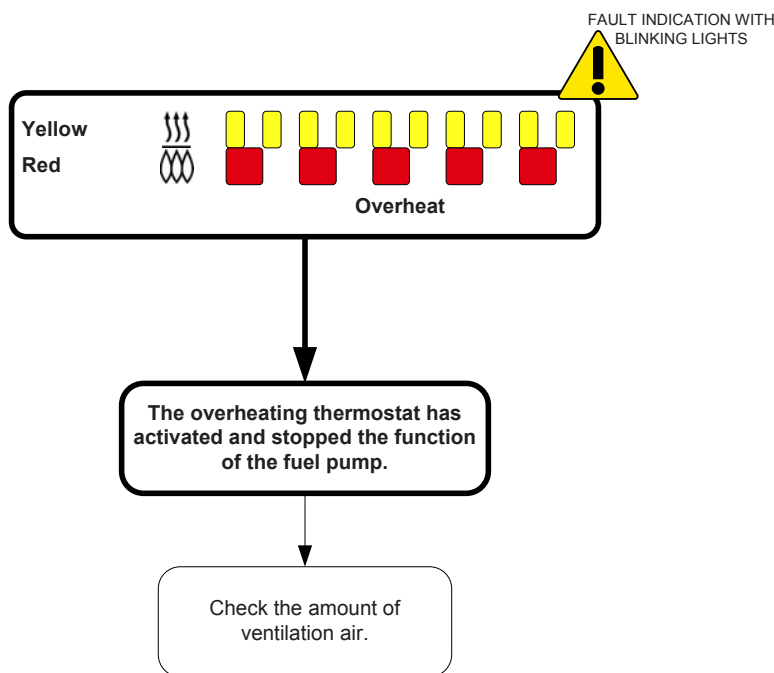 FAULT INDICATION WITH
BLINKING LIGHTS
Yellow
Red
Overheat
The overheating thermostat has
activated and stopped the function
of the fuel pump.
Check the amount of
ventilation air.